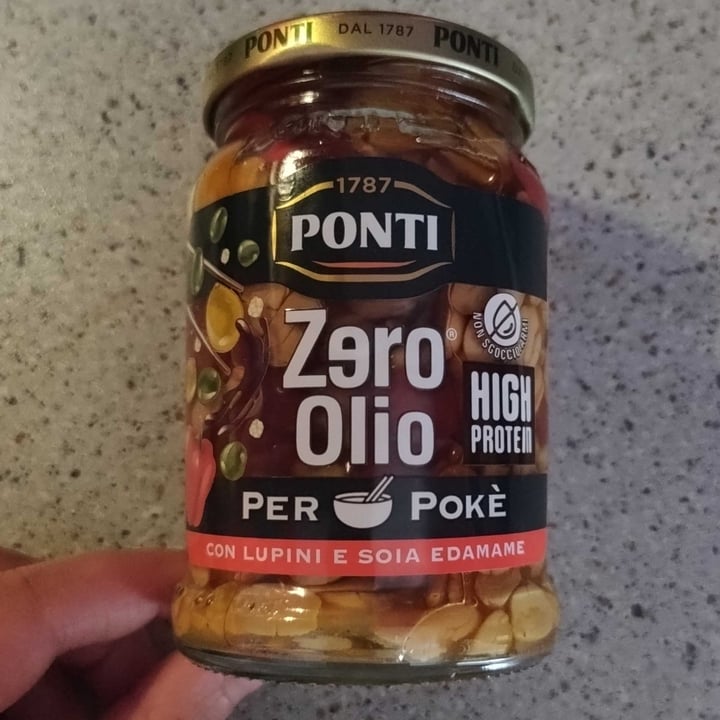 PONTI DAL 1787 PONTI
1787
PONTI
Zero®
Olio
NON SGOCCIOLARMI
HIGH
PROTEIN
PER POKÈ
CON LUPINI E SOIA EDAMAME